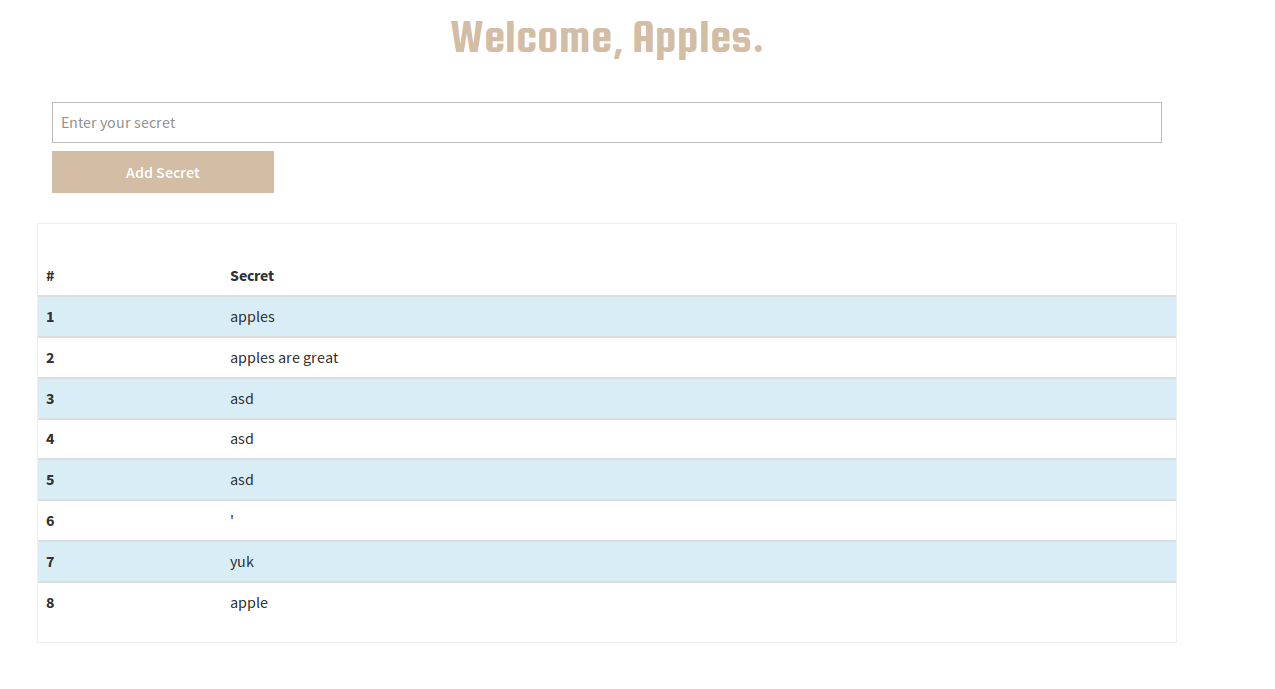 Welcome, Apples.
Enter your secret
Add Secret
# Secret
1 apples
2 apples are great
3 asd
4 asd
5 asd
6 '
7 yuk
8 apple